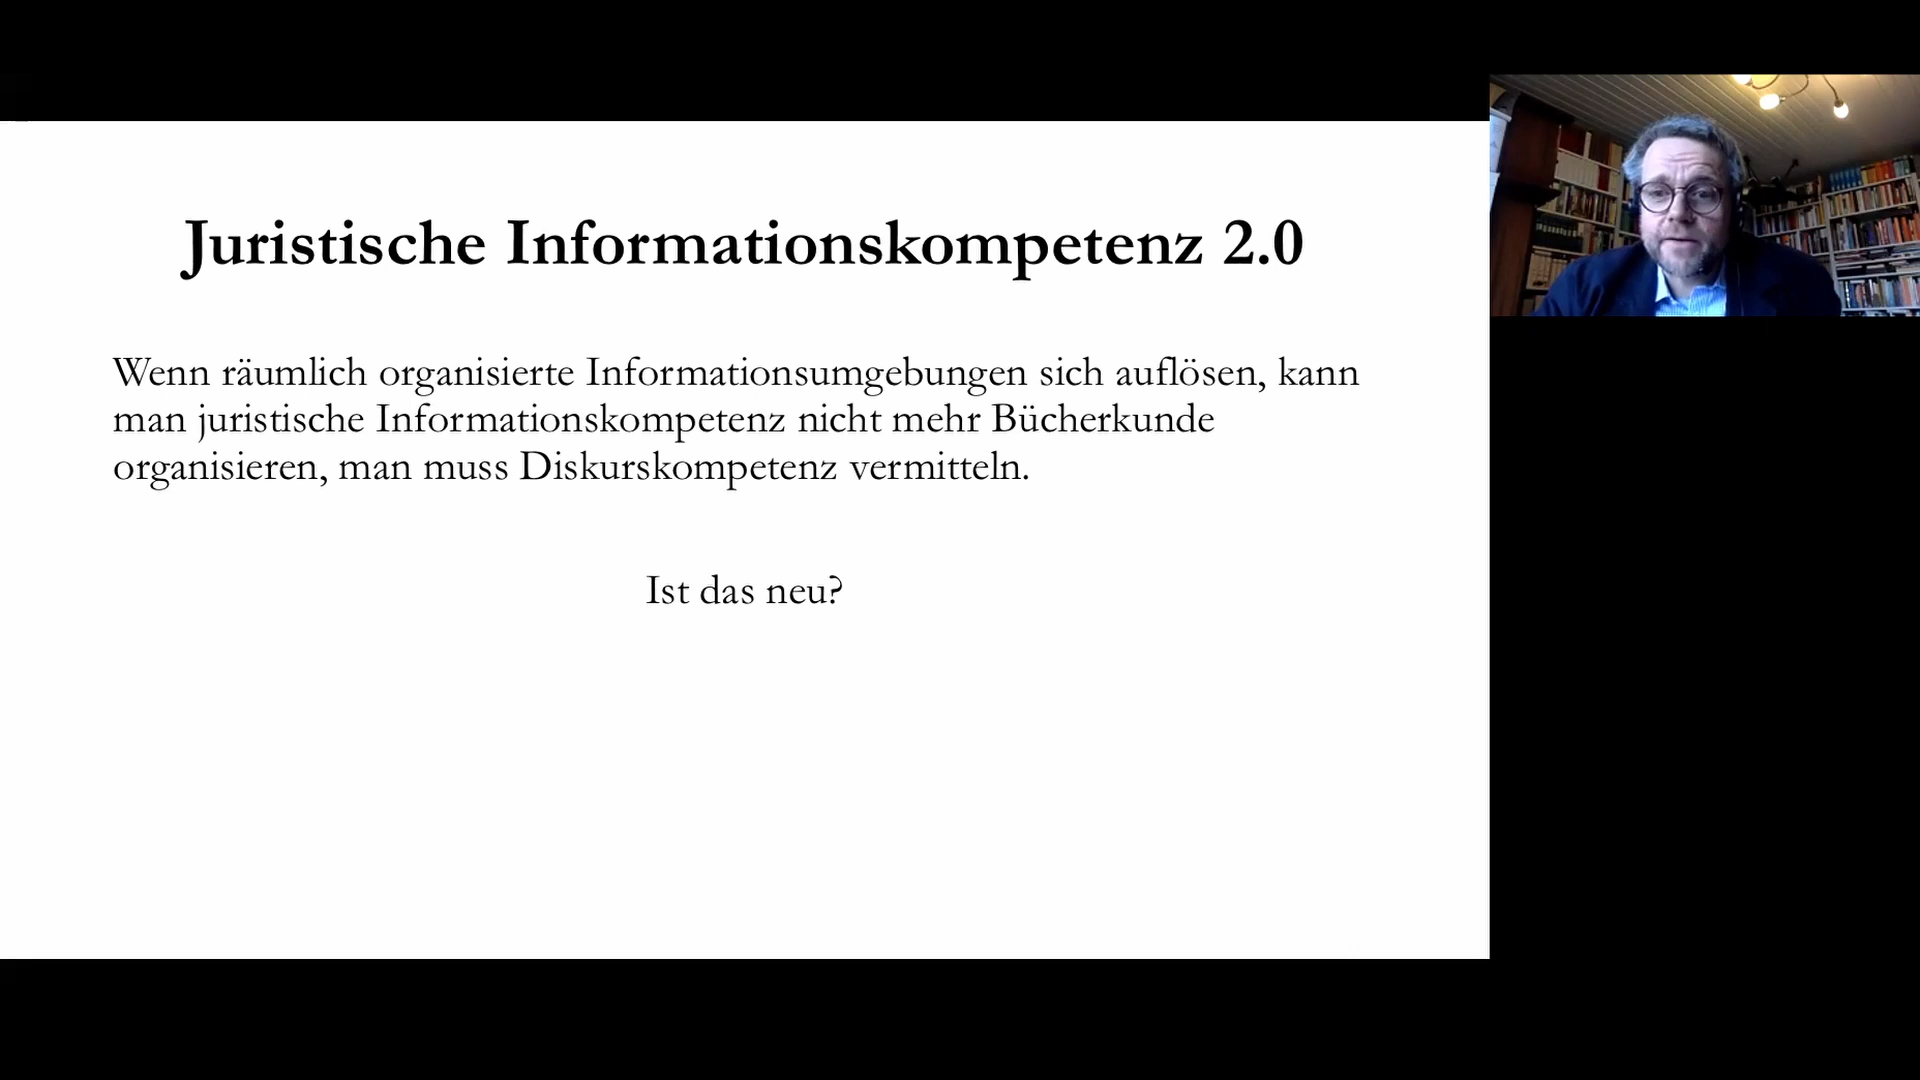 Juristische Informationskompetenz 2.0
Wenn räumlich organisierte Informationsumgebungen sich auflösen, kann
man juristische Informationskompetenz nicht mehr Bücherkunde
organisieren, man muss Diskurskompetenz vermitteln.
Ist das neu?